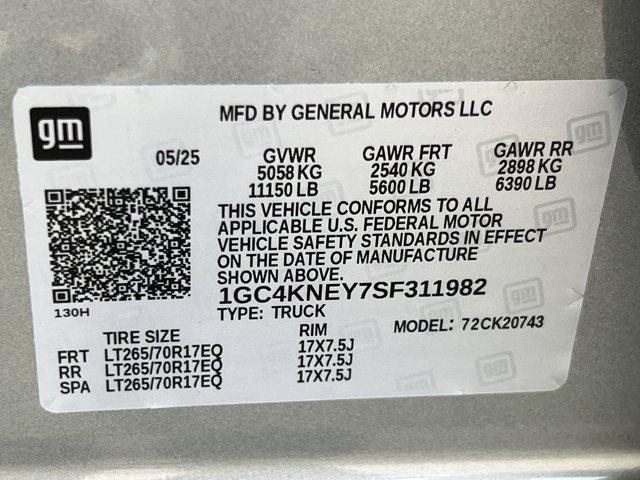 gm
MFD BY GENERAL MOTORS LLC
05/25 GVWR GAWR FRT GAWR RR
5058 KG 2540 KG 2898 KG
11150 LB 5600 LB 6390 LB
THIS VEHICLE CONFORMS TO ALL
APPLICABLE U.S. FEDERAL MOTOR
VEHICLE SAFETY STANDARDS IN EFFECT
ON THE DATE OF MANUFACTURE
SHOWN ABOVE.
130H
1GC4KNEY7SF311982
TYPE: TRUCK MODEL: 72CK20743
TIRE SIZE RIM
FRT LT265/70R17EQ 17X7.5J
RR LT265/70R17EQ 17X7.5J
SPA LT265/70R17EQ 17X7.5J